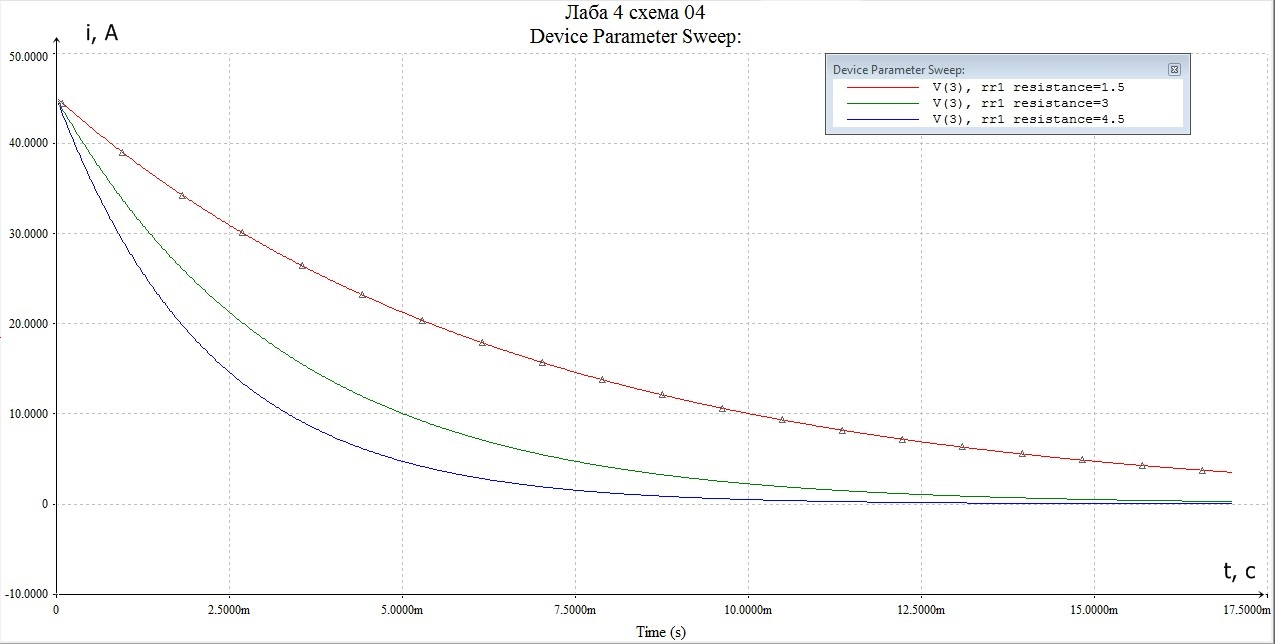 Лаба 4 схема 04
Device Parameter Sweep:
i, A
50.0000
40.0000
30.0000
20.0000
10.0000
0
-10.0000
Device Parameter Sweep:
V(3), rr1 resistance=1.5
V(3), rr1 resistance=3
V(3), rr1 resistance=4.5
t, c
0
2.5000m
5.0000m
7.5000m
10.0000m
12.5000m
15.0000m
17.5000m
Time (s)